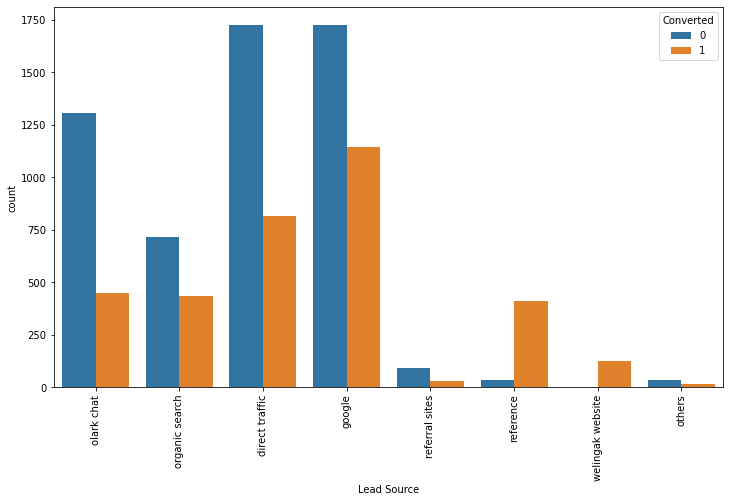 1750
1500
1250
1000
750
500
250
0
count
Converted
0
1
olark chat
organic search
direct traffic
google
referral sites
reference
welingak website
others
Lead Source